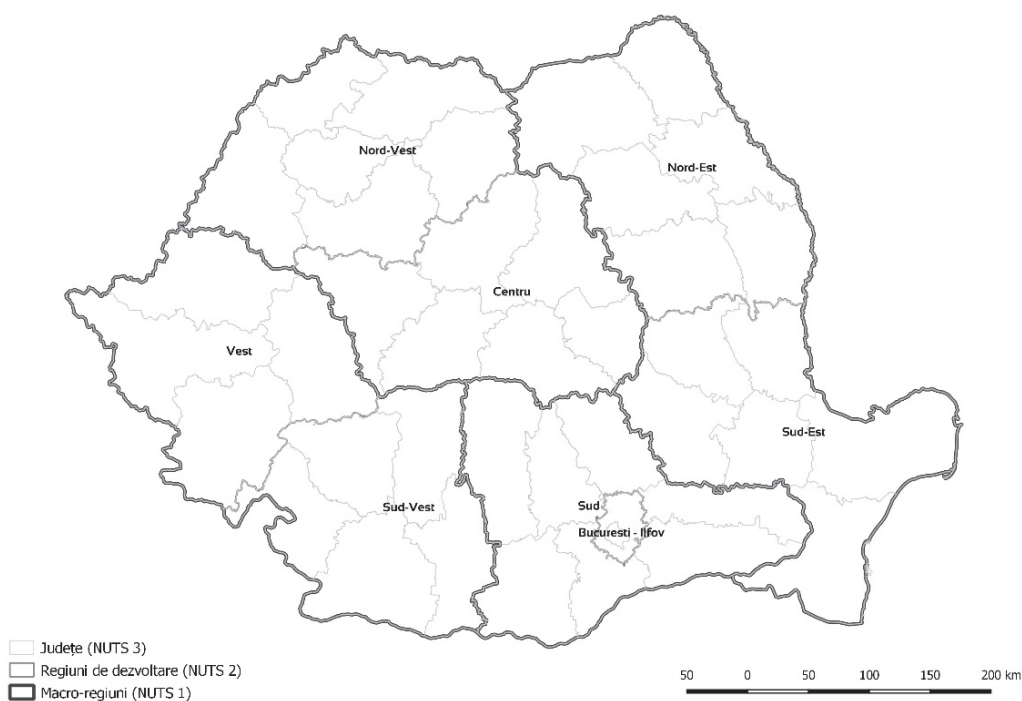 Nord-Vest
Nord-Est
Centru
Vest
Sud-Est
Sud-Vest
Sud
Bucuresti - Ilfov
Județe (NUTS 3)
Regiuni de dezvoltare (NUTS 2)
Macro-regiuni (NUTS 1)
50 0 50 100 150 200 km